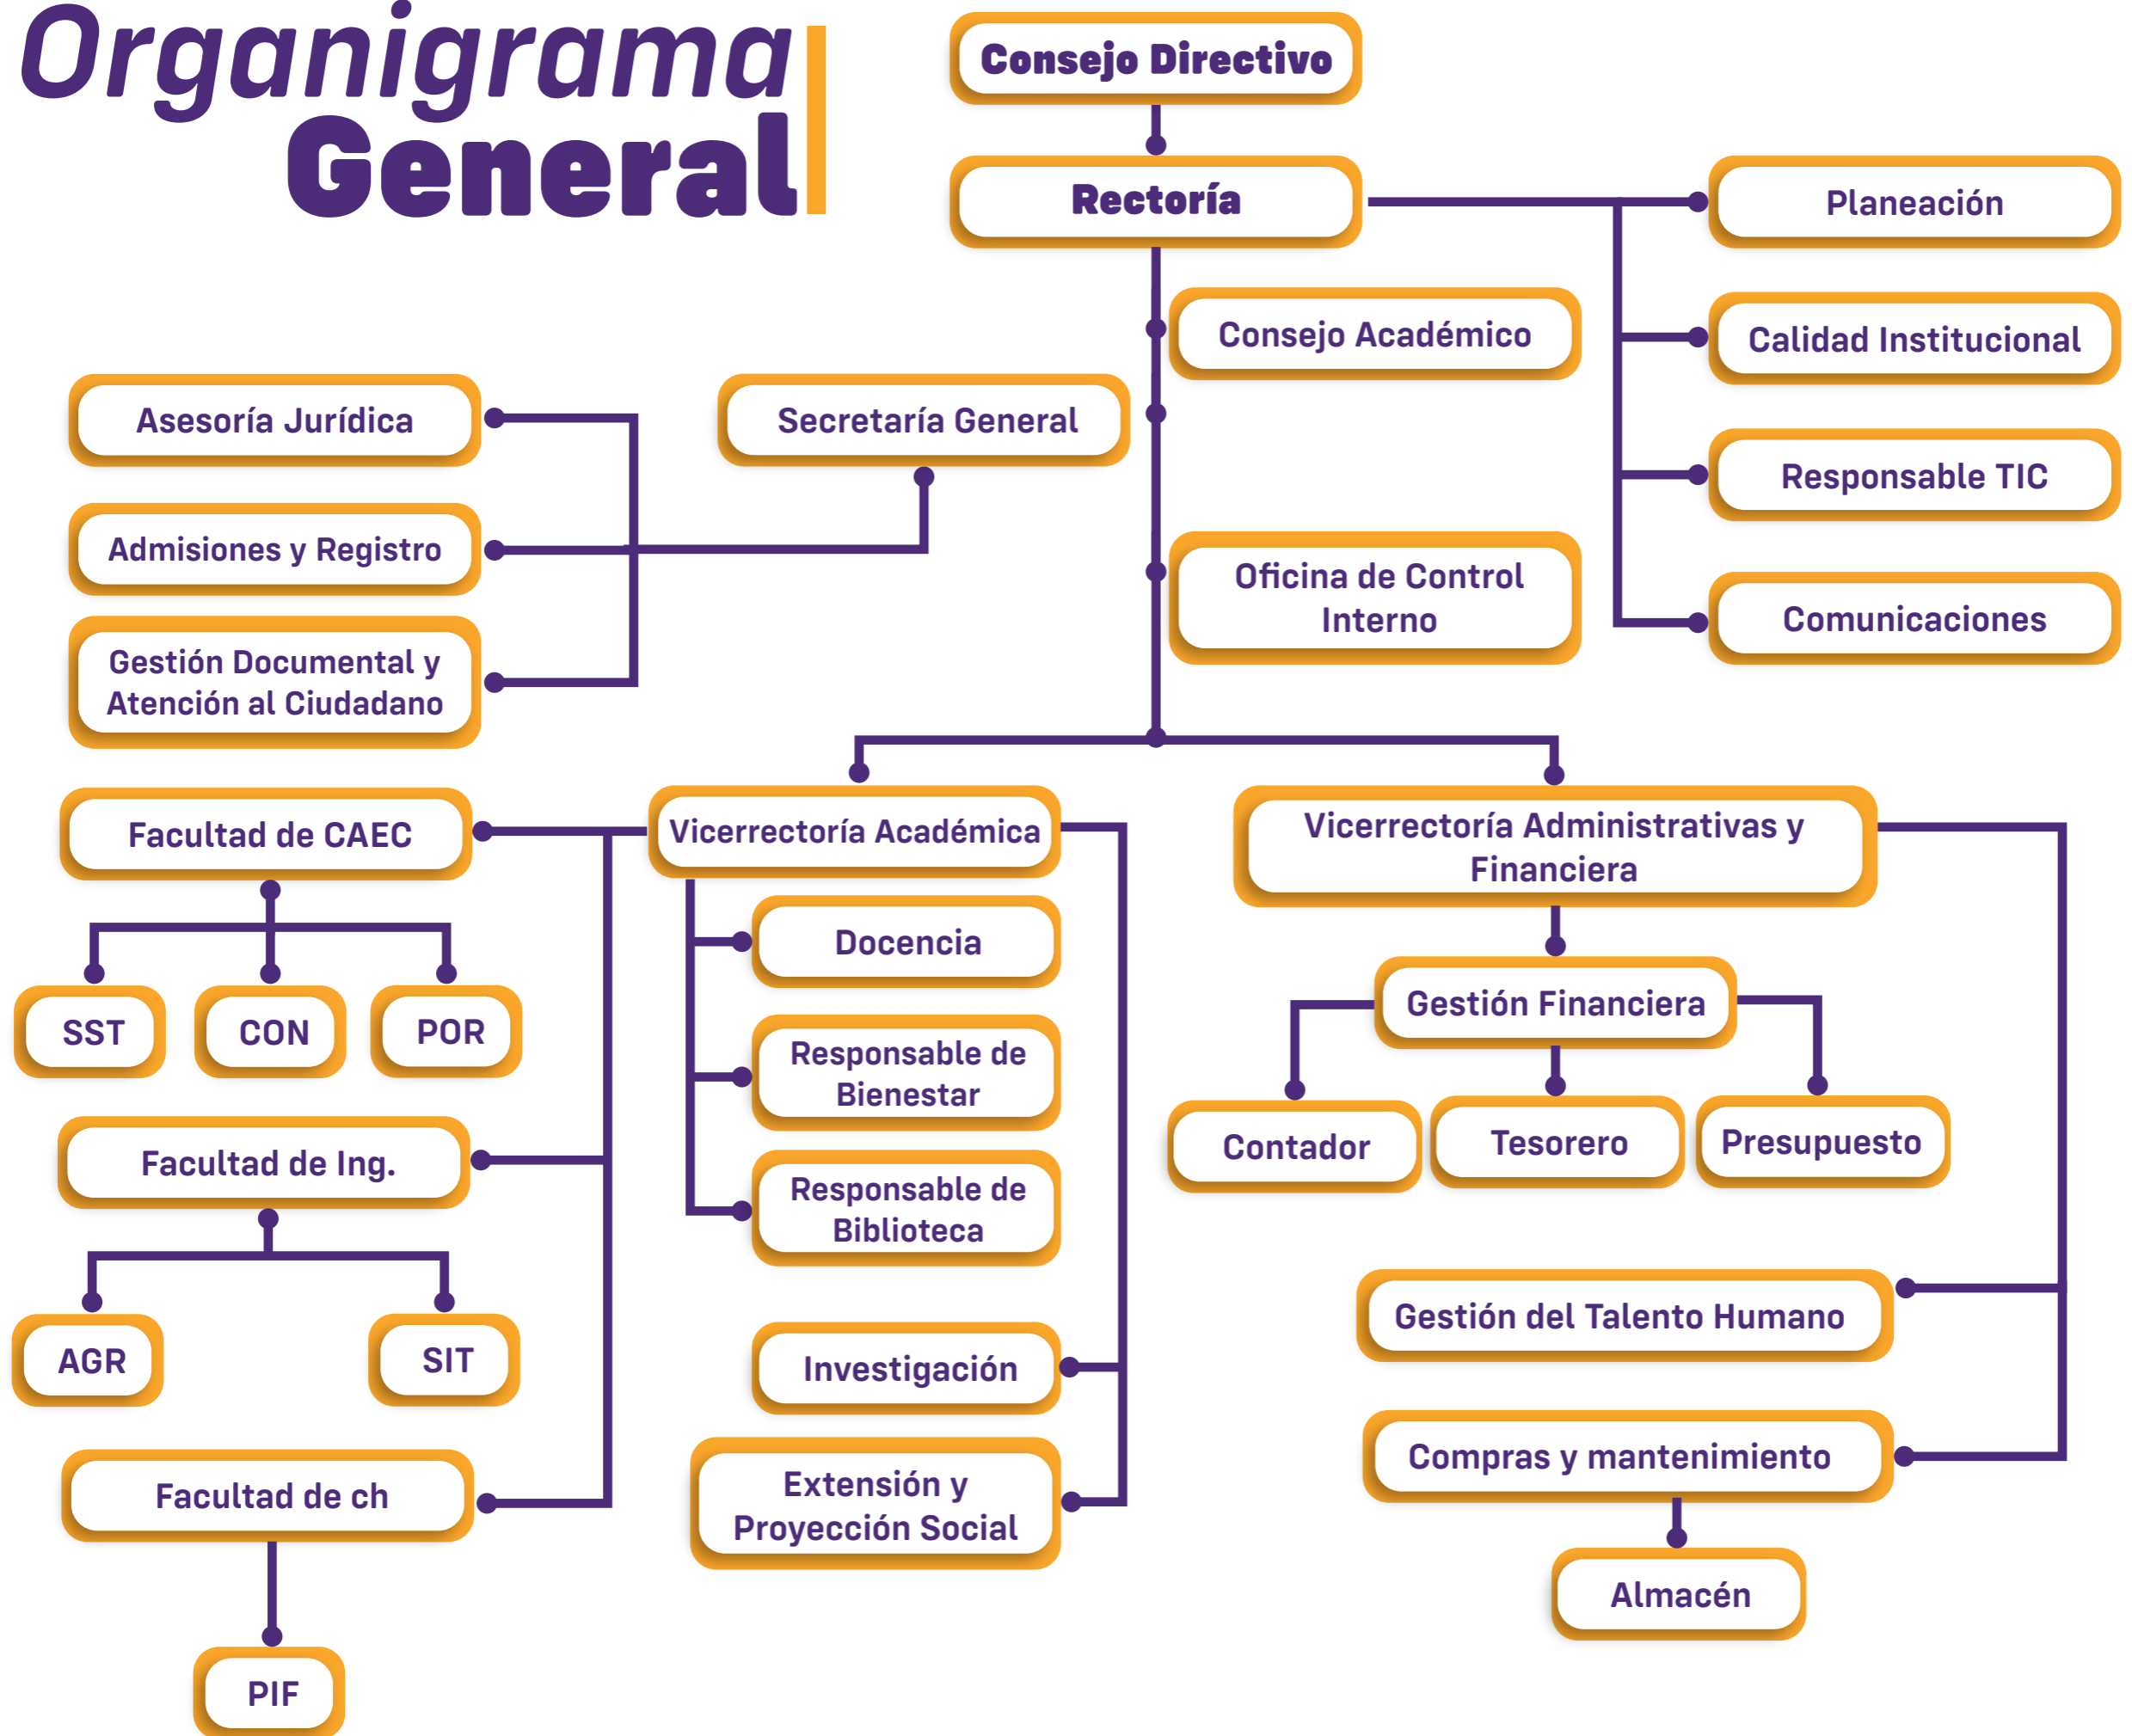 Organigrama
General
Consejo Directivo
Rectoría
Planeación
Consejo Académico
Calidad Institucional
Asesoría Jurídica
Secretaría General
Responsable TIC
Admisiones y Registro
Oficina de Control
Interno
Comunicaciones
Gestión Documental y
Atención al Ciudadano
Facultad de CAEC
Vicerrectoría Académica
Vicerrectoría Administrativas y
Financiera
Docencia
Gestión Financiera
SST
CON
POR
Responsable de
Bienestar
Contador
Tesorero
Presupuesto
Facultad de Ing.
Responsable de
Biblioteca
Gestión del Talento Humano
AGR
SIT
Investigación
Compras y mantenimiento
Facultad de ch
Extensión y
Proyección Social
Almacén
PIF